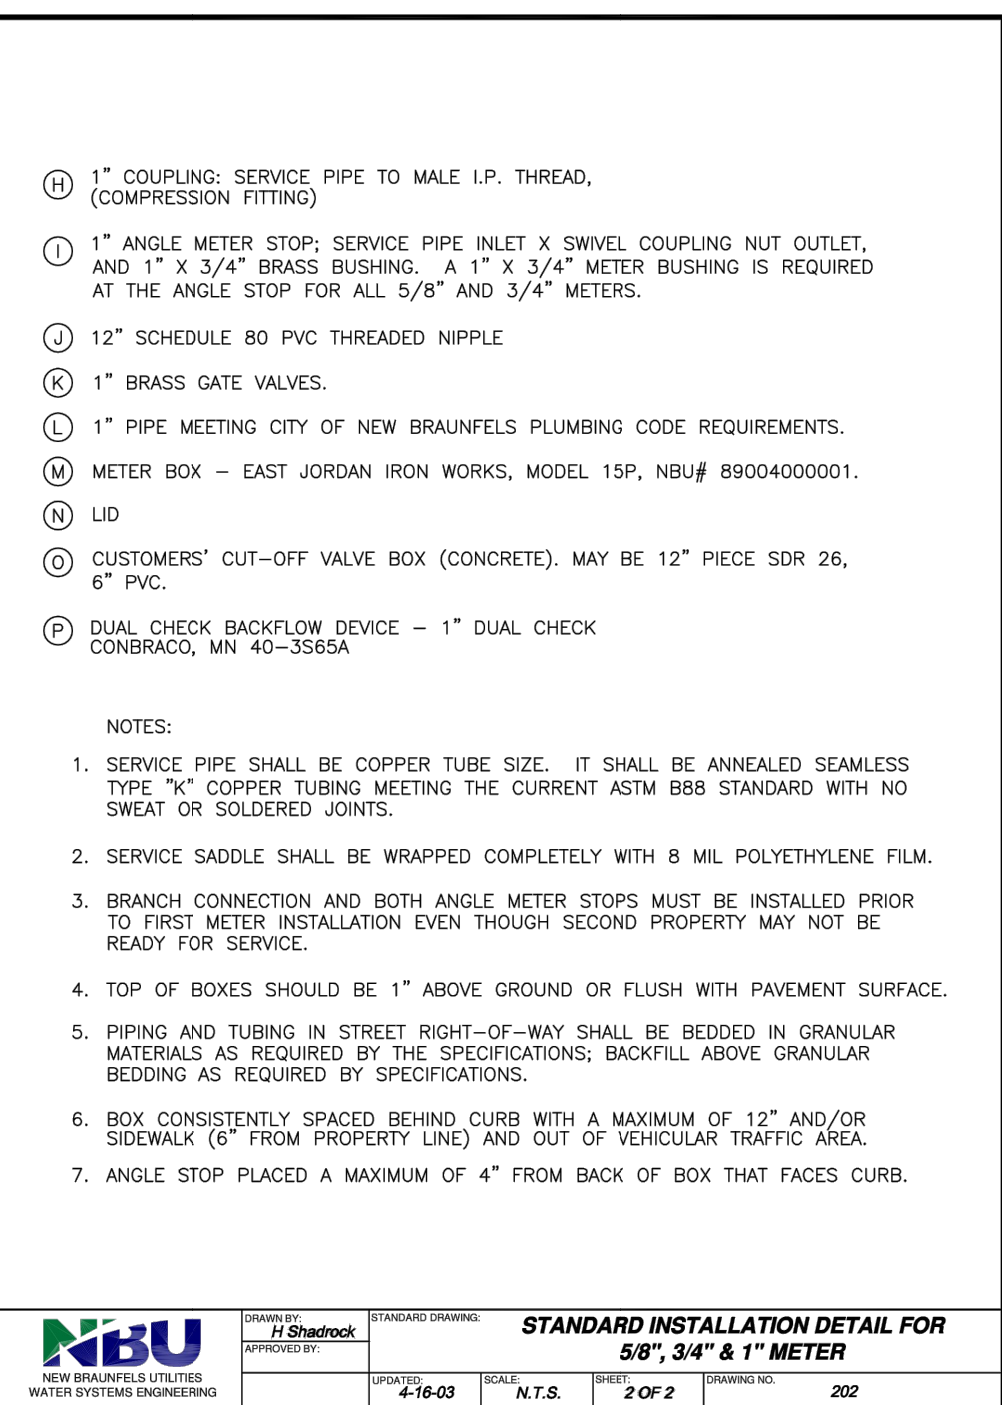 H 1" COUPLING: SERVICE PIPE TO MALE I.P. THREAD,
(COMPRESSION FITTING)
I 1" ANGLE METER STOP; SERVICE PIPE INLET X SWIVEL COUPLING NUT OUTLET,
AND 1" X 3/4" BRASS BUSHING. A 1" X 3/4" METER BUSHING IS REQUIRED
AT THE ANGLE STOP FOR ALL 5/8" AND 3/4" METERS.
J 12" SCHEDULE 80 PVC THREADED NIPPLE
K 1" BRASS GATE VALVES.
L 1" PIPE MEETING CITY OF NEW BRAUNFELS PLUMBING CODE REQUIREMENTS.
M METER BOX – EAST JORDAN IRON WORKS, MODEL 15P, NBU# 89004000001.
N LID
O CUSTOMERS' CUT–OFF VALVE BOX (CONCRETE). MAY BE 12" PIECE SDR 26,
6" PVC.
P DUAL CHECK BACKFLOW DEVICE – 1" DUAL CHECK
CONBRACO, MN 40–3S65A
NOTES:
1. SERVICE PIPE SHALL BE COPPER TUBE SIZE. IT SHALL BE ANNEALED SEAMLESS
TYPE "K" COPPER TUBING MEETING THE CURRENT ASTM B88 STANDARD WITH NO
SWEAT OR SOLDERED JOINTS.
2. SERVICE SADDLE SHALL BE WRAPPED COMPLETELY WITH 8 MIL POLYETHYLENE FILM.
3. BRANCH CONNECTION AND BOTH ANGLE METER STOPS MUST BE INSTALLED PRIOR
TO FIRST METER INSTALLATION EVEN THOUGH SECOND PROPERTY MAY NOT BE
READY FOR SERVICE.
4. TOP OF BOXES SHOULD BE 1" ABOVE GROUND OR FLUSH WITH PAVEMENT SURFACE.
5. PIPING AND TUBING IN STREET RIGHT–OF–WAY SHALL BE BEDDED IN GRANULAR
MATERIALS AS REQUIRED BY THE SPECIFICATIONS; BACKFILL ABOVE GRANULAR
BEDDING AS REQUIRED BY SPECIFICATIONS.
6. BOX CONSISTENTLY SPACED BEHIND CURB WITH A MAXIMUM OF 12" AND/OR
SIDEWALK (6" FROM PROPERTY LINE) AND OUT OF VEHICULAR TRAFFIC AREA.
7. ANGLE STOP PLACED A MAXIMUM OF 4" FROM BACK OF BOX THAT FACES CURB.
NBU
NEW BRAUNFELS UTILITIES
WATER SYSTEMS ENGINEERING
DRAWN BY:
H Shadrock
APPROVED BY:
STANDARD DRAWING:
STANDARD INSTALLATION DETAIL FOR
5/8", 3/4" & 1" METER
UPDATED:
4-16-03
SCALE:
N.T.S.
SHEET:
2 OF 2
DRAWING NO.
202